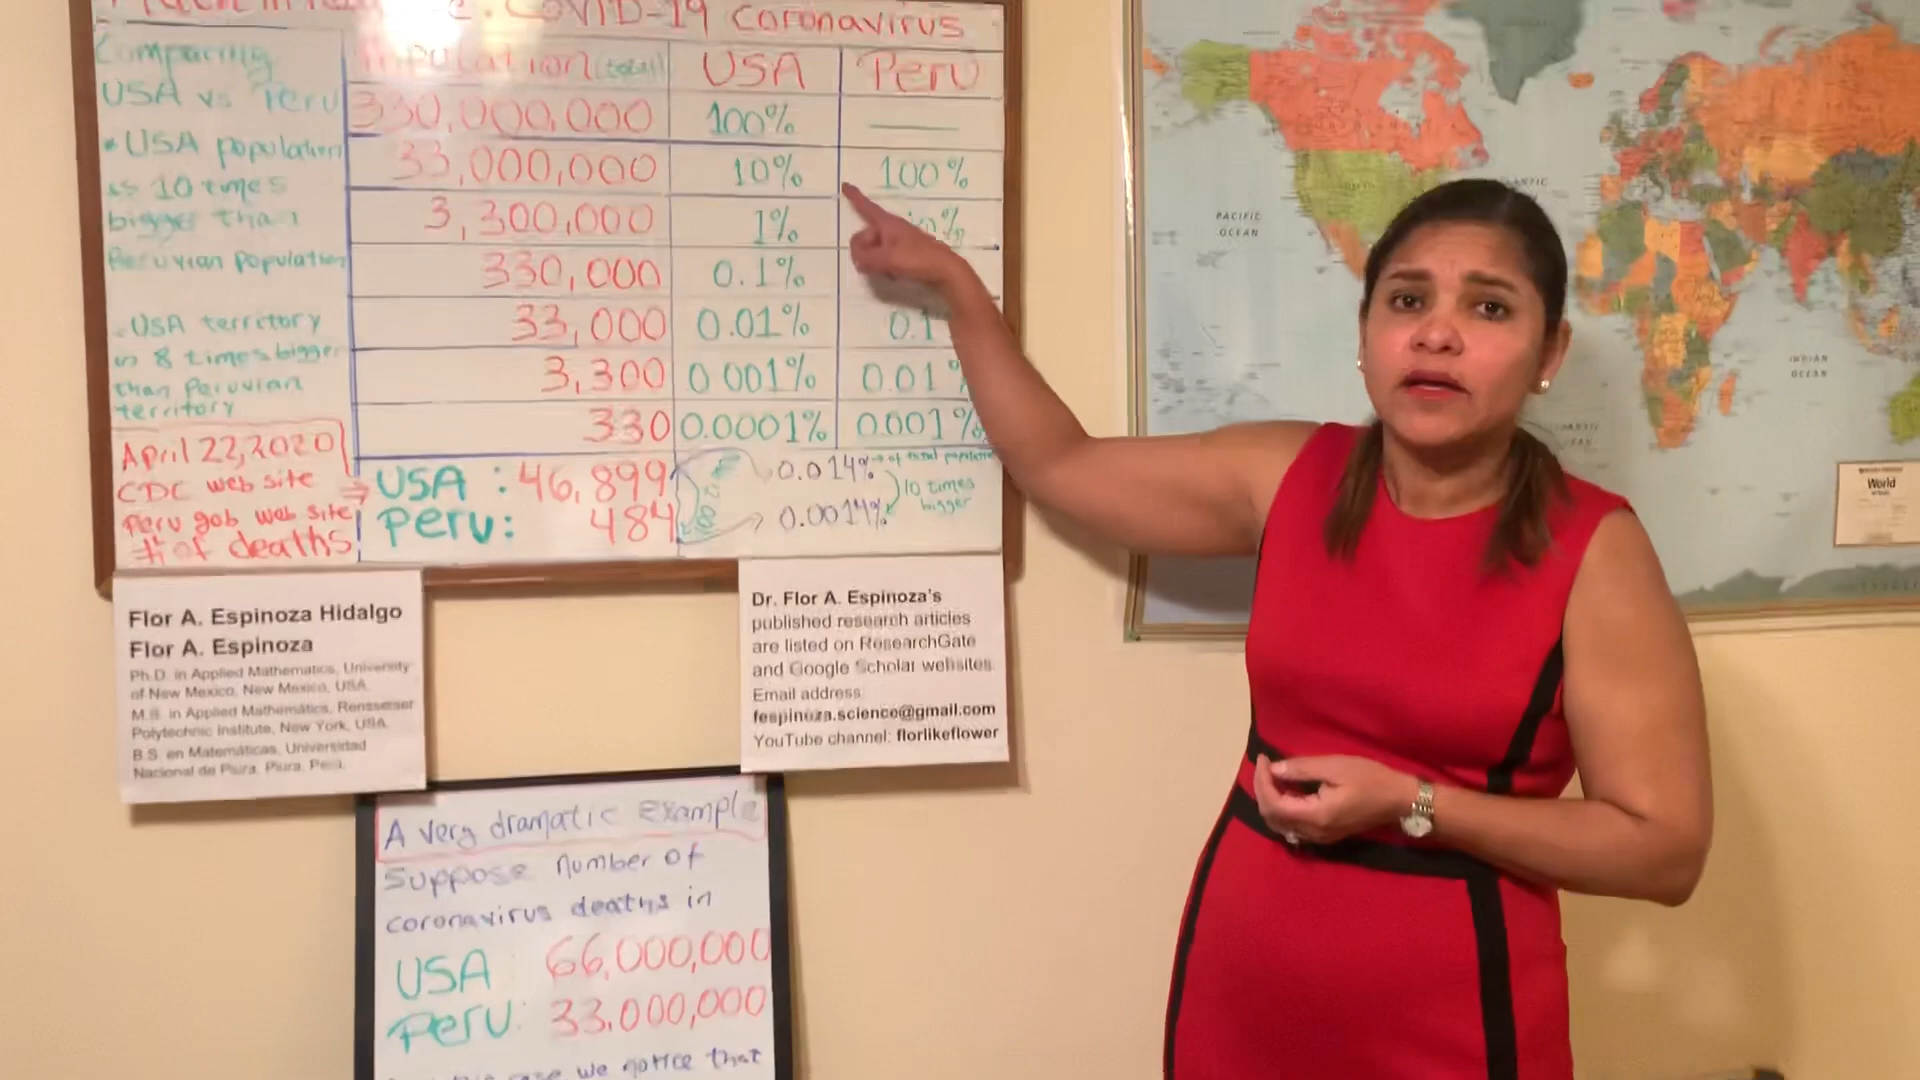 COVID-19 coronavirus
Comparing
USA vs Peru
* USA population
is 10 times
bigger than
Peruvian population
. USA territory
is 8 times bigger
than Peruvian
territory
April 22, 2020
CDC web site
Peru gob web site
# of deaths
Population (total) USA Peru
330,000,000 100% —
33,000,000 10% 100%
3,300,000 1%
330,000 0.1%
33,000 0.01% 0.1
3,300 0.001% 0.01%
330 0.0001% 0.001%
USA : 46,899 0.014% of total population
Peru: 484 0.0014%
10 times
bigger
Flor A. Espinoza Hidalgo
Flor A. Espinoza
Ph.D. in Applied Mathematics, University
of New Mexico, New Mexico, USA.
M.S. in Applied Mathematics, Rensselaer
Polytechnic Institute, New York, USA.
B.S. en Matemáticas, Universidad
Nacional de Piura, Piura, Perú.
Dr. Flor A. Espinoza's
published research articles
are listed on ResearchGate
and Google Scholar websites.
Email address:
fespinoza.science@gmail.com
YouTube channel: florlikeflower
A very dramatic example
Suppose number of
coronavirus deaths in
USA 66,000,000
Peru: 33,000,000
case we notice that
PACIFIC
OCEAN
INDIAN
OCEAN
World